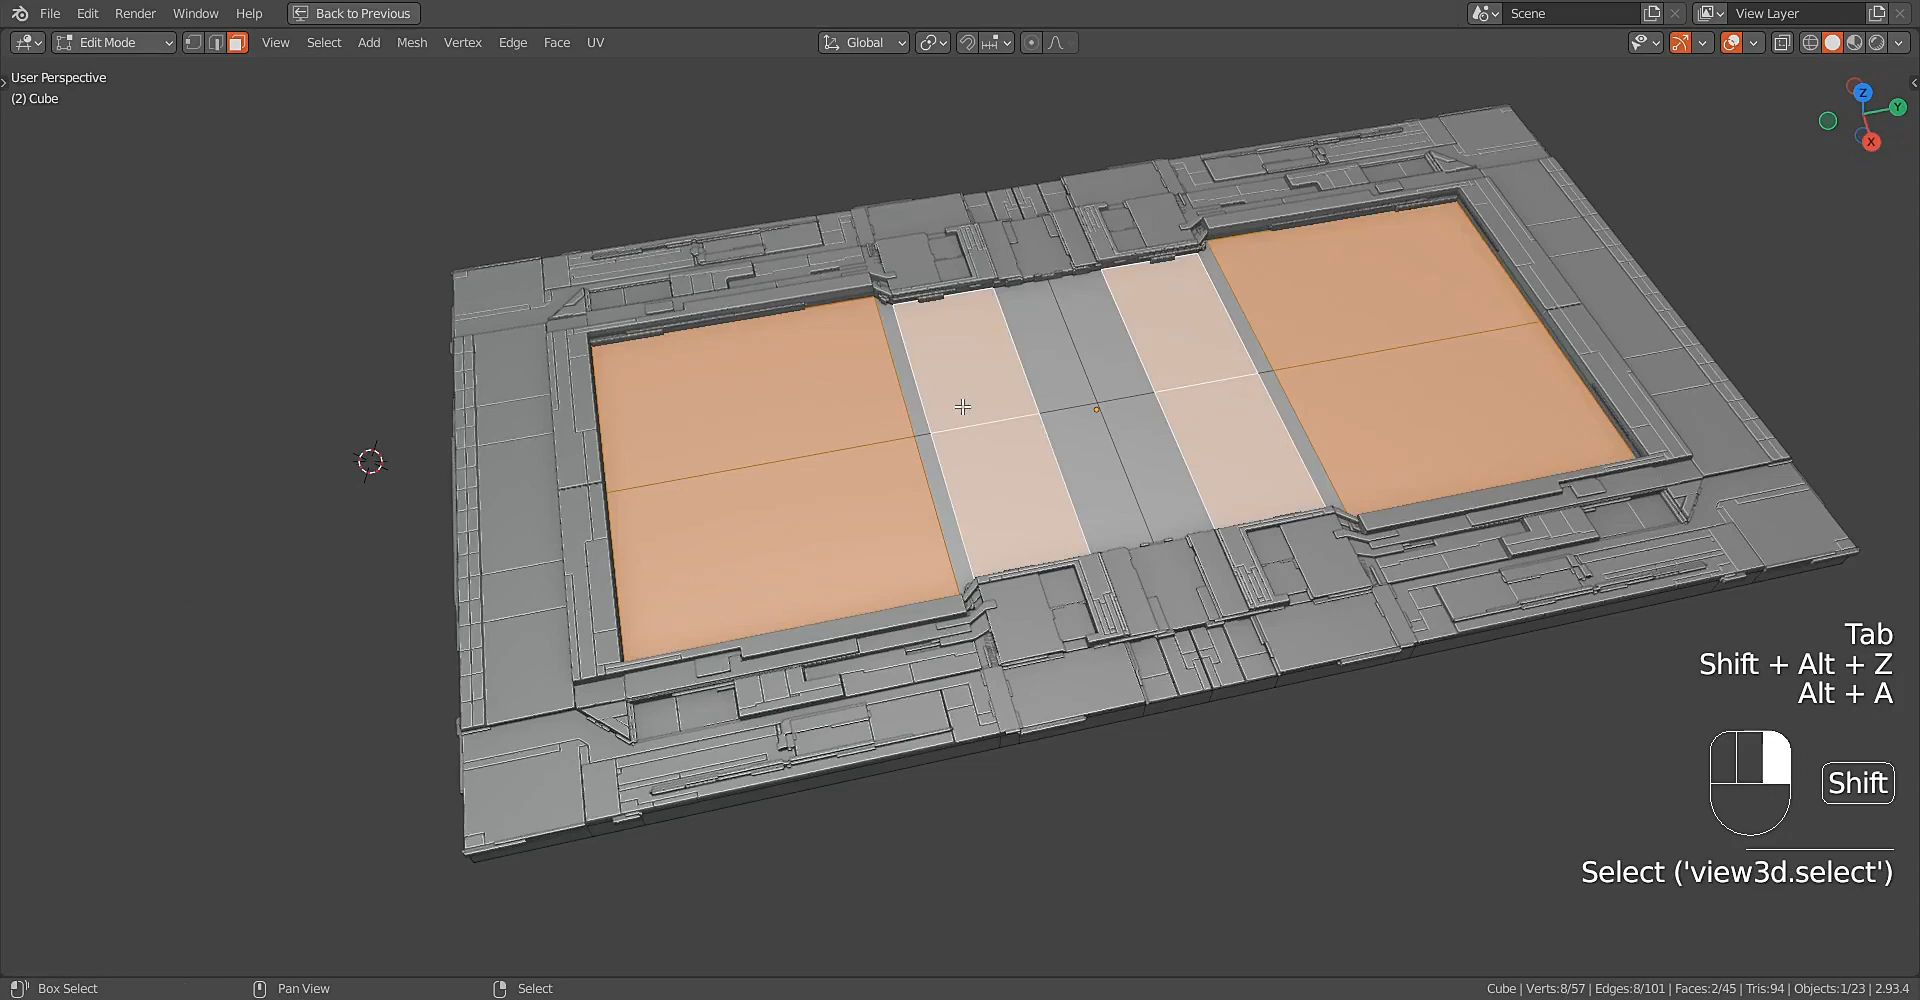 File Edit Render Window Help Back to Previous Scene View Layer
Edit Mode View Select Add Mesh Vertex Edge Face UV Global
User Perspective
(2) Cube
Z
Y
X
Tab
Shift + Alt + Z
Alt + A
Shift
Select ('view3d.select')
Box Select Pan View Select Cube | Verts:8/57 | Edges:8/101 | Faces:2/45 | Tris:94 | Objects:1/23 | 2.93.4